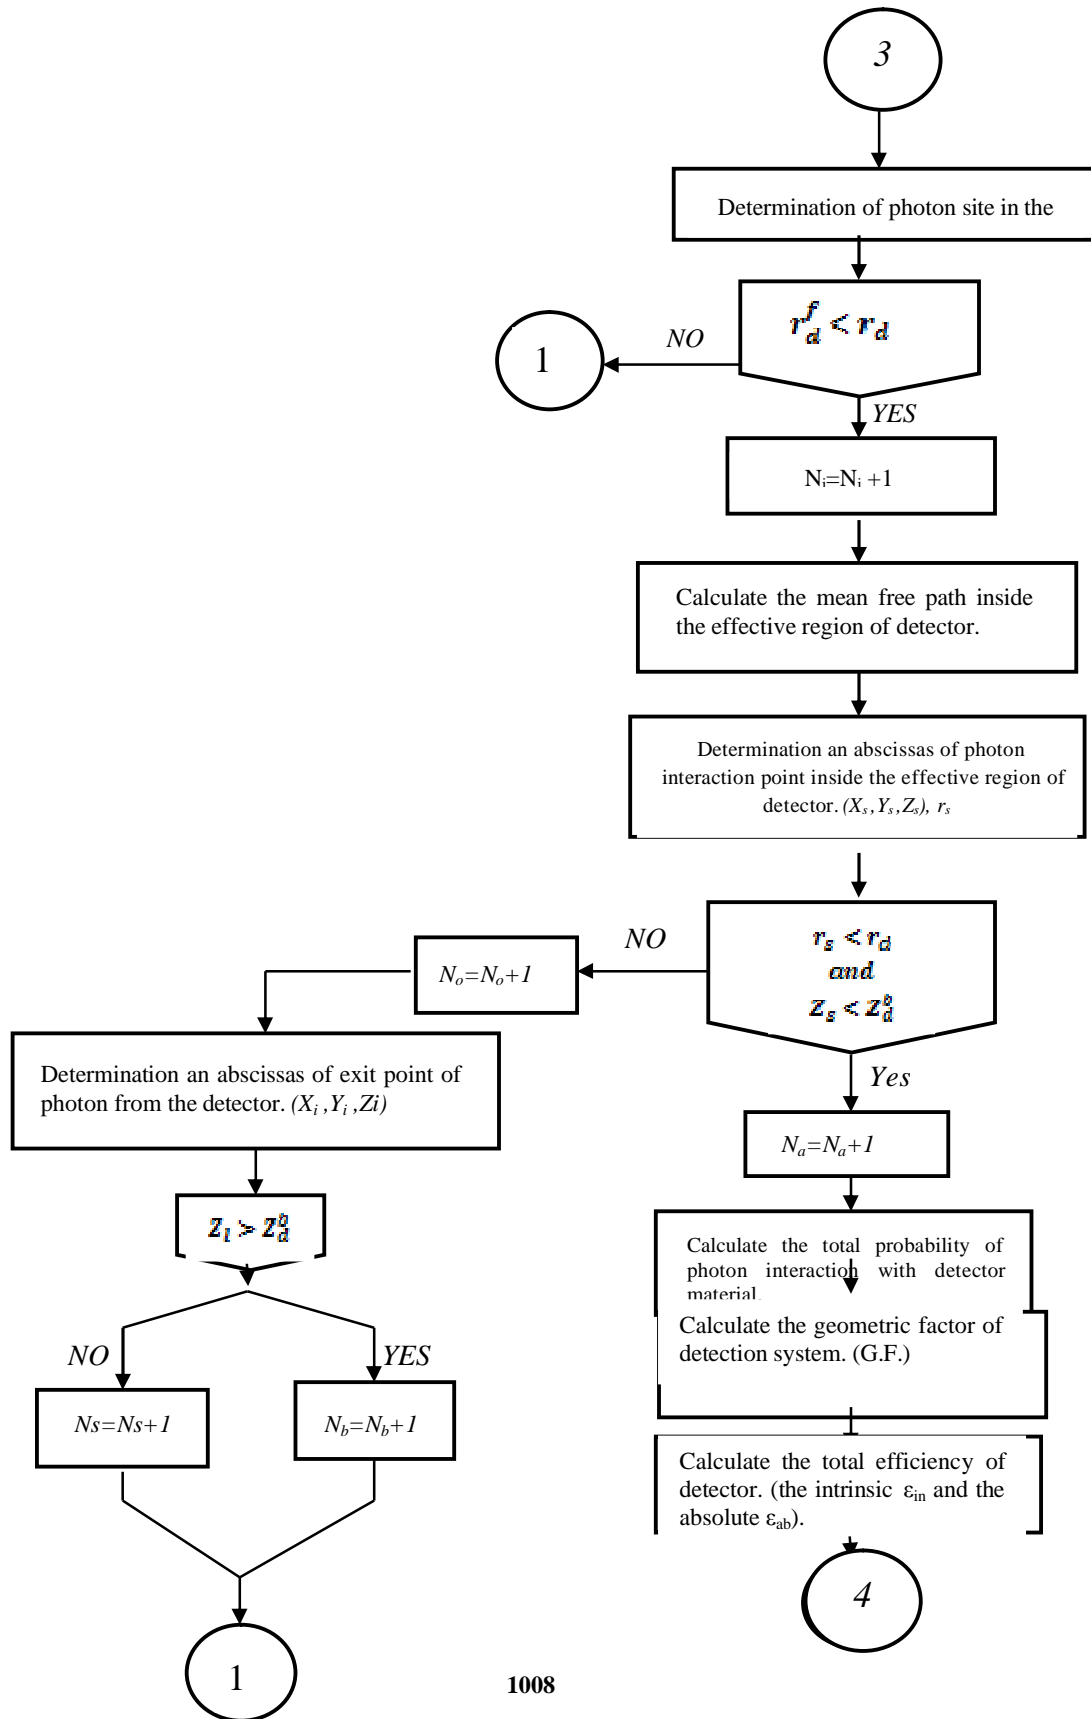 3
Determination of photon site in the
r_d^f < r_d
NO
1
YES
N_i=N_i +1
Calculate the mean free path inside
the effective region of detector.
Determination an abscissas of photon
interaction point inside the effective region of
detector. (X_s,Y_s,Z_s), r_s
r_s < r_d
and
Z_s < Z_d^b
NO
N_o=N_o+1
Yes
Determination an abscissas of exit point of
photon from the detector. (X_i ,Y_i ,Zi)
N_a=N_a+1
Z_i > Z_d^b
Calculate the total probability of
photon interaction with detector
material.
Calculate the geometric factor of
detection system. (G.F.)
NO
YES
Ns=Ns+1
N_b=N_b+1
Calculate the total efficiency of
detector. (the intrinsic ε_in and the
absolute ε_ab).
4
1
1008